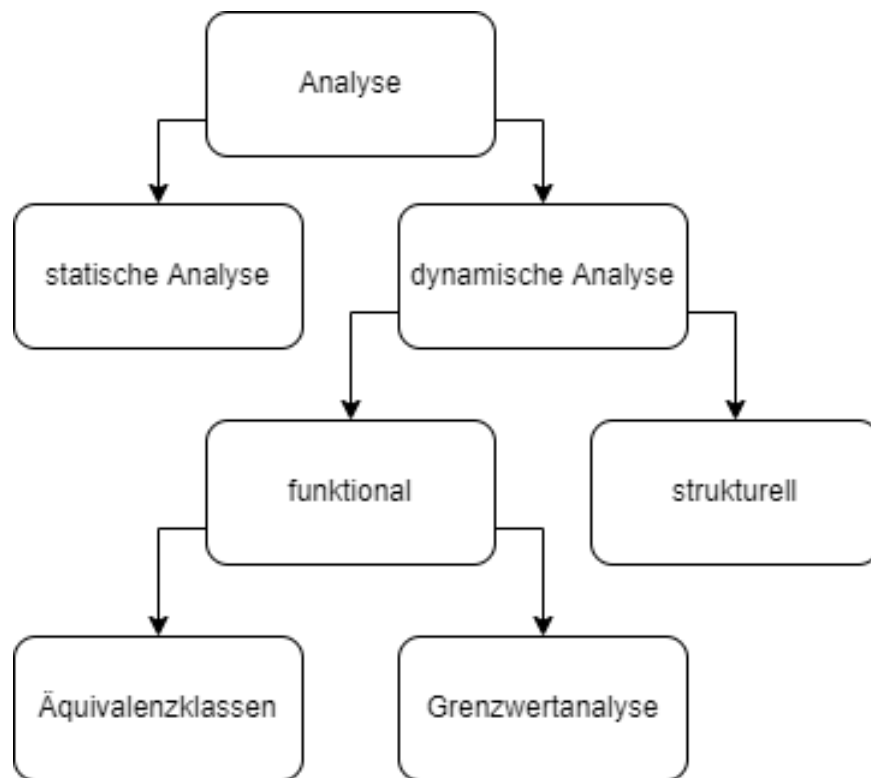 Analyse
statische Analyse
dynamische Analyse
funktional
strukturell
Äquivalenzklassen
Grenzwertanalyse